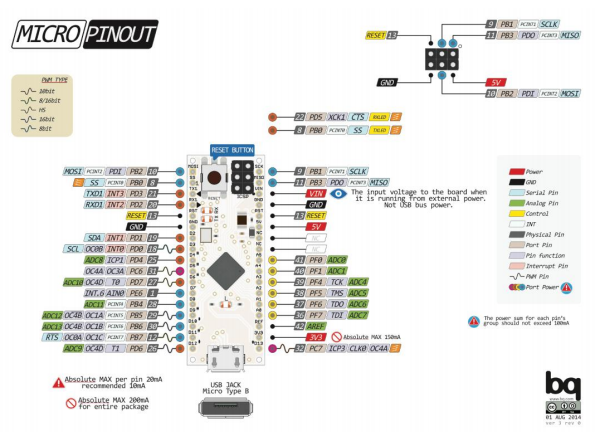 MICRO PINOUT
PWM TYPE
10bit
8/16bit
HS
16bit
8bit
9 PB1 PCINT1 SCLK
RESET 13
11 PB3 PDO PCINT3 MISO
GND
5V
10 PB2 PDI PCINT2 MOSI
22 PD5 XCK1 CTS TXLED
8 PB0 PCINT0 SS RXLED
RESET BUTTON
MOSI PCINT2 PDI PB2 10
SS PCINT0 PB0 8
TXD1 INT3 PD3 21
RXD1 INT2 PD2 20
RESET 13
GND
SDA INT1 PD1 19
SCL OC0B INT0 PD0 18
ADC8 ICP1 PD4 25
OC4A OC3A PC6 31
ADC10 OC4D T0 PD7 27
INT.6 AIN0 PE6 1
ADC11 PB4 28
ADC12 OC4B OC1A PB5 29
ADC13 OC4B OC1B PB6 30
RTS OC0A OC1C PB7 12
ADC9 OC4D T1 PD6 26
RESET
ICSP
9 PB1 PCINT1 SCLK
11 PB3 PDO PCINT3 MISO
VIN
The input voltage to the board when
it is running from external power.
Not USB bus power.
GND
13 RESET
5V
NC
NC
41 PF0 ADC0
40 PF1 ADC1
39 PF4 TCK ADC4
38 PF5 TMS ADC5
37 PF6 TDO ADC6
36 PF7 TDI ADC7
42 AREF
3V3 Absolute MAX 150mA
32 PC7 ICP3 CLK0 OC4A
Power
GND
Serial Pin
Analog Pin
Control
INT
Physical Pin
Port Pin
Pin function
Interrupt Pin
PWM Pin
Port Power
The power sum for each pin's
group should not exceed 100mA
Absolute MAX per pin 20mA
recommended 10mA
Absolute MAX 200mA
for entire package
USB JACK
Micro Type B
bq
www.bq.com
01 AUG 2014
ver 3 rev 0